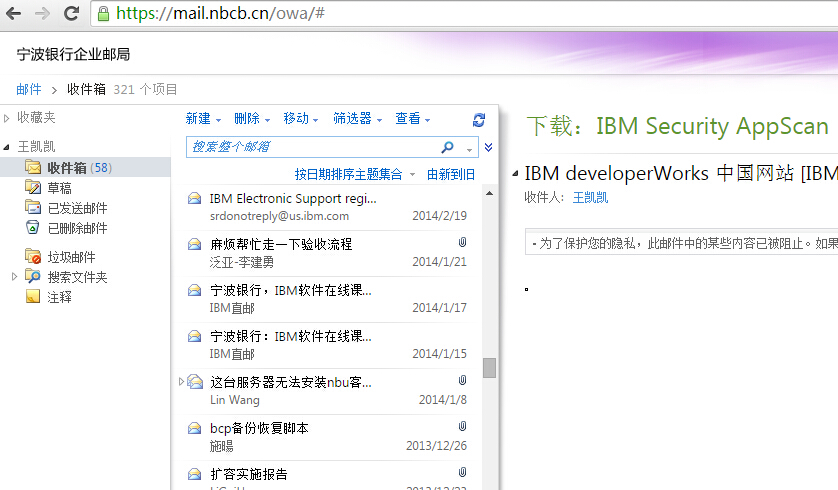 https://mail.nbcb.cn/owa/#
宁波银行企业邮局
邮件 › 收件箱 321 个项目
收藏夹
王凯凯
收件箱 (58)
草稿
已发送邮件
已删除邮件
垃圾邮件
搜索文件夹
注释
新建 删除 移动 筛选器 查看
搜索整个邮箱
按日期排序主题集合 由新到旧
IBM Electronic Support regi...
srdonotreply@us.ibm.com 2014/2/19
麻烦帮忙走一下验收流程
泛亚-李建勇 2014/1/21
宁波银行，IBM软件在线课...
IBM直邮 2014/1/17
宁波银行：IBM软件在线课...
IBM直邮 2014/1/15
这台服务器无法安装nbu客...
Lin Wang 2014/1/8
bcp备份恢复脚本
施暘 2013/12/26
扩容实施报告
下载：IBM Security AppScan
IBM developerWorks 中国网站 [IBM
收件人: 王凯凯
- 为了保护您的隐私，此邮件中的某些内容已被阻止。如果